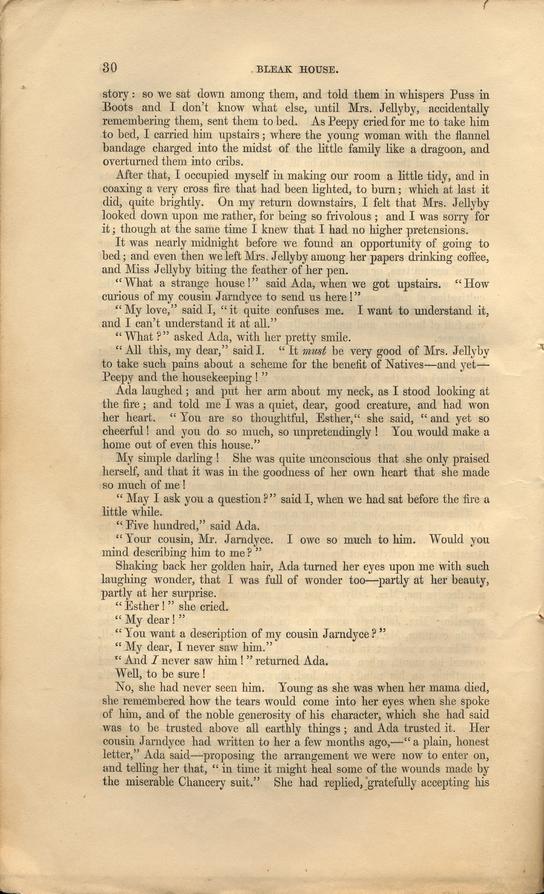 30 BLEAK HOUSE.
story: so we sat down among them, and told them in whispers Puss in
Boots and I don't know what else, until Mrs. Jellyby, accidentally
remembering them, sent them to bed. As Peepy cried for me to take him
to bed, I carried him upstairs; where the young woman with the flannel
bandage charged into the midst of the little family like a dragoon, and
overturned them into cribs.
After that, I occupied myself in making our room a little tidy, and in
coaxing a very cross fire that had been lighted, to burn; which at last it
did, quite brightly. On my return downstairs, I felt that Mrs. Jellyby
looked down upon me rather, for being so frivolous; and I was sorry for
it; though at the same time I knew that I had no higher pretensions.
It was nearly midnight before we found an opportunity of going to
bed; and even then we left Mrs. Jellyby among her papers drinking coffee,
and Miss Jellyby biting the feather of her pen.
"What a strange house!" said Ada, when we got upstairs. "How
curious of my cousin Jarndyce to send us here!"
"My love," said I, "it quite confuses me. I want to understand it,
and I can't understand it at all."
"What?" asked Ada, with her pretty smile.
"All this, my dear," said I. "It must be very good of Mrs. Jellyby
to take such pains about a scheme for the benefit of Natives—and yet—
Peepy and the housekeeping!"
Ada laughed; and put her arm about my neck, as I stood looking at
the fire; and told me I was a quiet, dear, good creature, and had won
her heart. "You are so thoughtful, Esther," she said, "and yet so
cheerful! and you do so much, so unpretendingly! You would make a
home out of even this house."
My simple darling! She was quite unconscious that she only praised
herself, and that it was in the goodness of her own heart that she made
so much of me!
"May I ask you a question?" said I, when we had sat before the fire a
little while.
"Five hundred," said Ada.
"Your cousin, Mr. Jarndyce. I owe so much to him. Would you
mind describing him to me?"
Shaking back her golden hair, Ada turned her eyes upon me with such
laughing wonder, that I was full of wonder too—partly at her beauty,
partly at her surprise.
"Esther!" she cried.
"My dear!"
"You want a description of my cousin Jarndyce?"
"My dear, I never saw him."
"And I never saw him!" returned Ada.
Well, to be sure!
No, she had never seen him. Young as she was when her mama died,
she remembered how the tears would come into her eyes when she spoke
of him, and of the noble generosity of his character, which she had said
was to be trusted above all earthly things; and Ada trusted it. Her
cousin Jarndyce had written to her a few months ago,—"a plain, honest
letter," Ada said—proposing the arrangement we were now to enter on,
and telling her that, "in time it might heal some of the wounds made by
the miserable Chancery suit." She had replied, gratefully accepting his